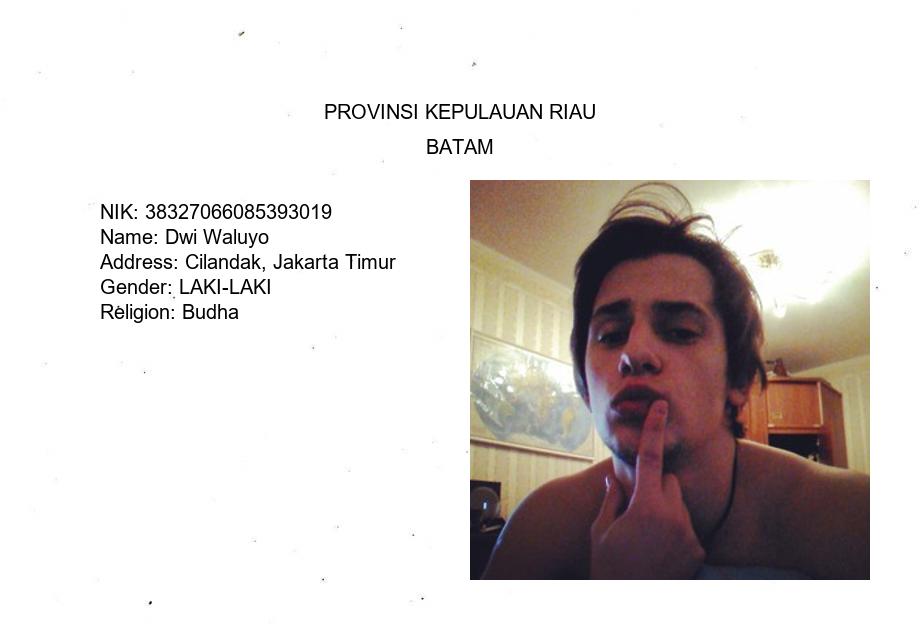 PROVINSI KEPULAUAN RIAU
BATAM
NIK: 38327066085393019
Name: Dwi Waluyo
Address: Cilandak, Jakarta Timur
Gender: LAKI-LAKI
Religion: Budha